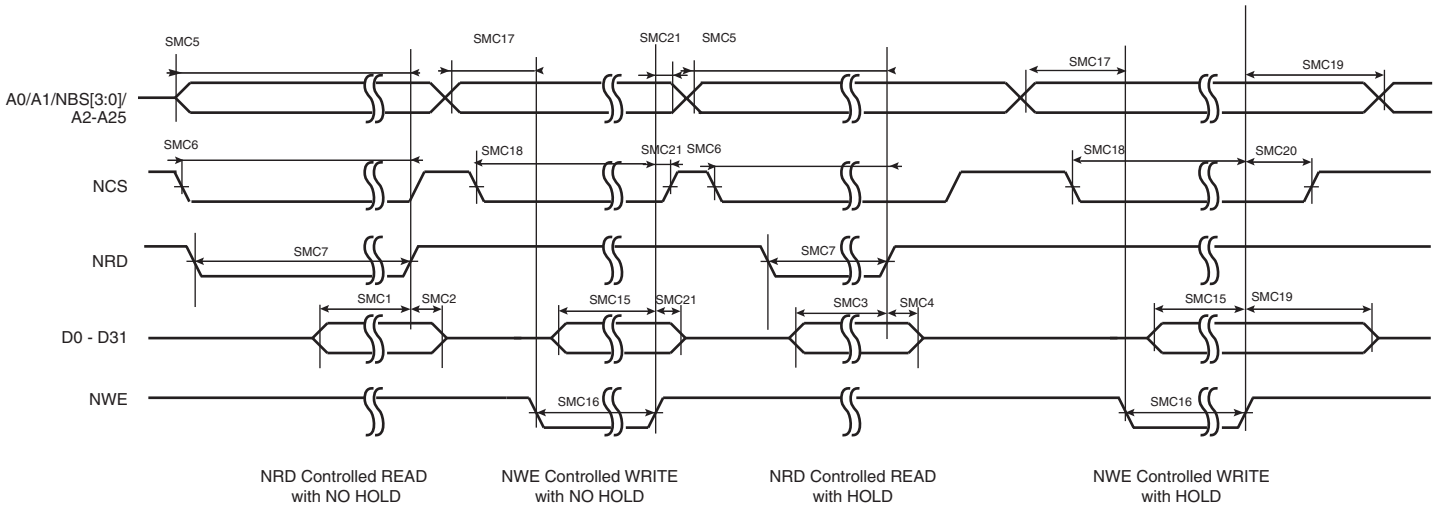 SMC5
SMC17
SMC21
SMC5
SMC17
SMC19
A0/A1/NBS[3:0]/
A2-A25
SMC6
SMC18
SMC21
SMC6
SMC18
SMC20
NCS
SMC7
SMC7
NRD
SMC1
SMC2
SMC15
SMC21
SMC3
SMC4
SMC15
SMC19
D0 - D31
NWE
SMC16
SMC16
NRD Controlled READ
with NO HOLD
NWE Controlled WRITE
with NO HOLD
NRD Controlled READ
with HOLD
NWE Controlled WRITE
with HOLD